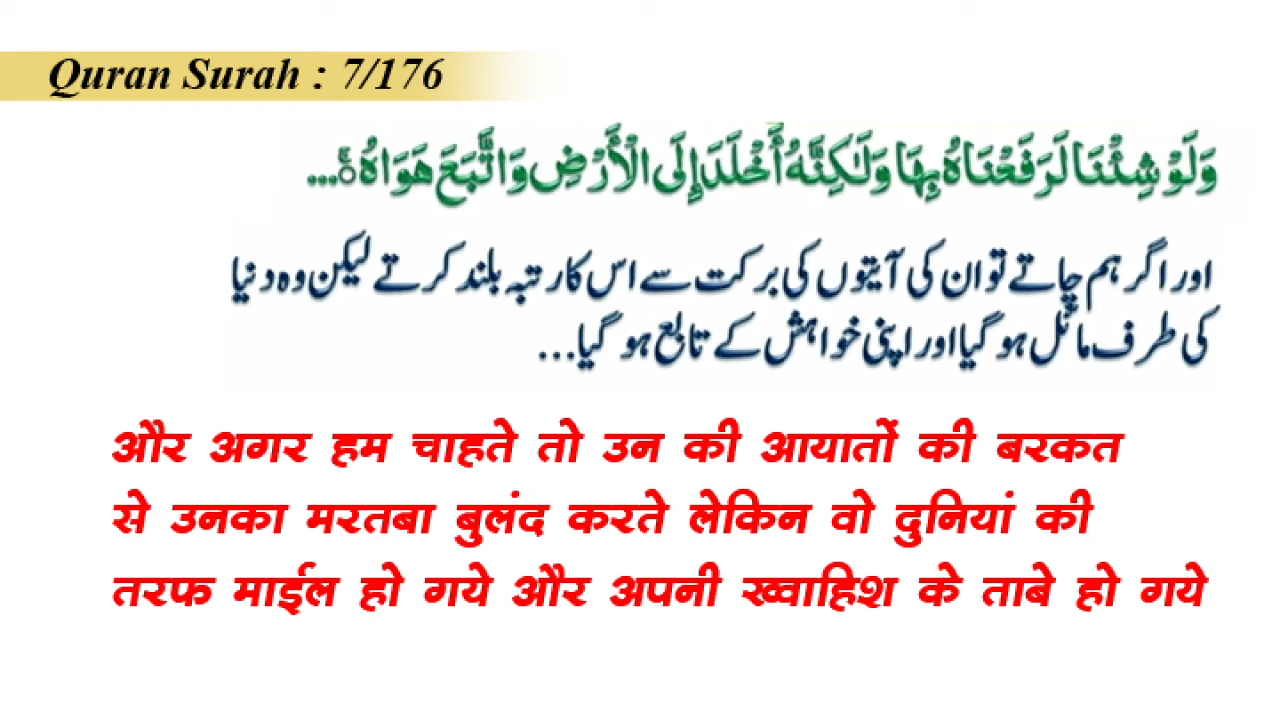 Quran Surah : 7/176
وَلَوْ شِئْنَا لَرَفَعْنَاهُ بِهَا وَلَٰكِنَّهُ أَخْلَدَ إِلَى الْأَرْضِ وَاتَّبَعَ هَوَاهُ ۚ...
اور اگر ہم چاتے تو ان کی آیتوں کی برکت سے اس کا رتبہ بلند کرتے لیکن وہ دنیا
کی طرف مائل ہو گیا اور اپنی خواہش کے تابع ہو گیا...
और अगर हम चाहते तो उन की आयातों की बरकत
से उनका मरतबा बुलंद करते लेकिन वो दुनियां की
तरफ माईल हो गये और अपनी ख्वाहिश के ताबे हो गये